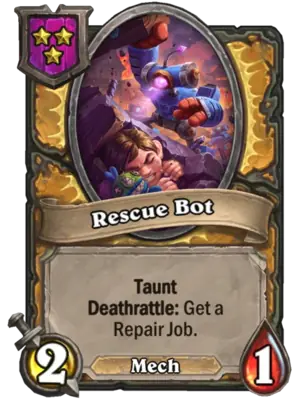 Rescue Bot
Taunt
Deathrattle: Get a
Repair Job.
2
Mech
1